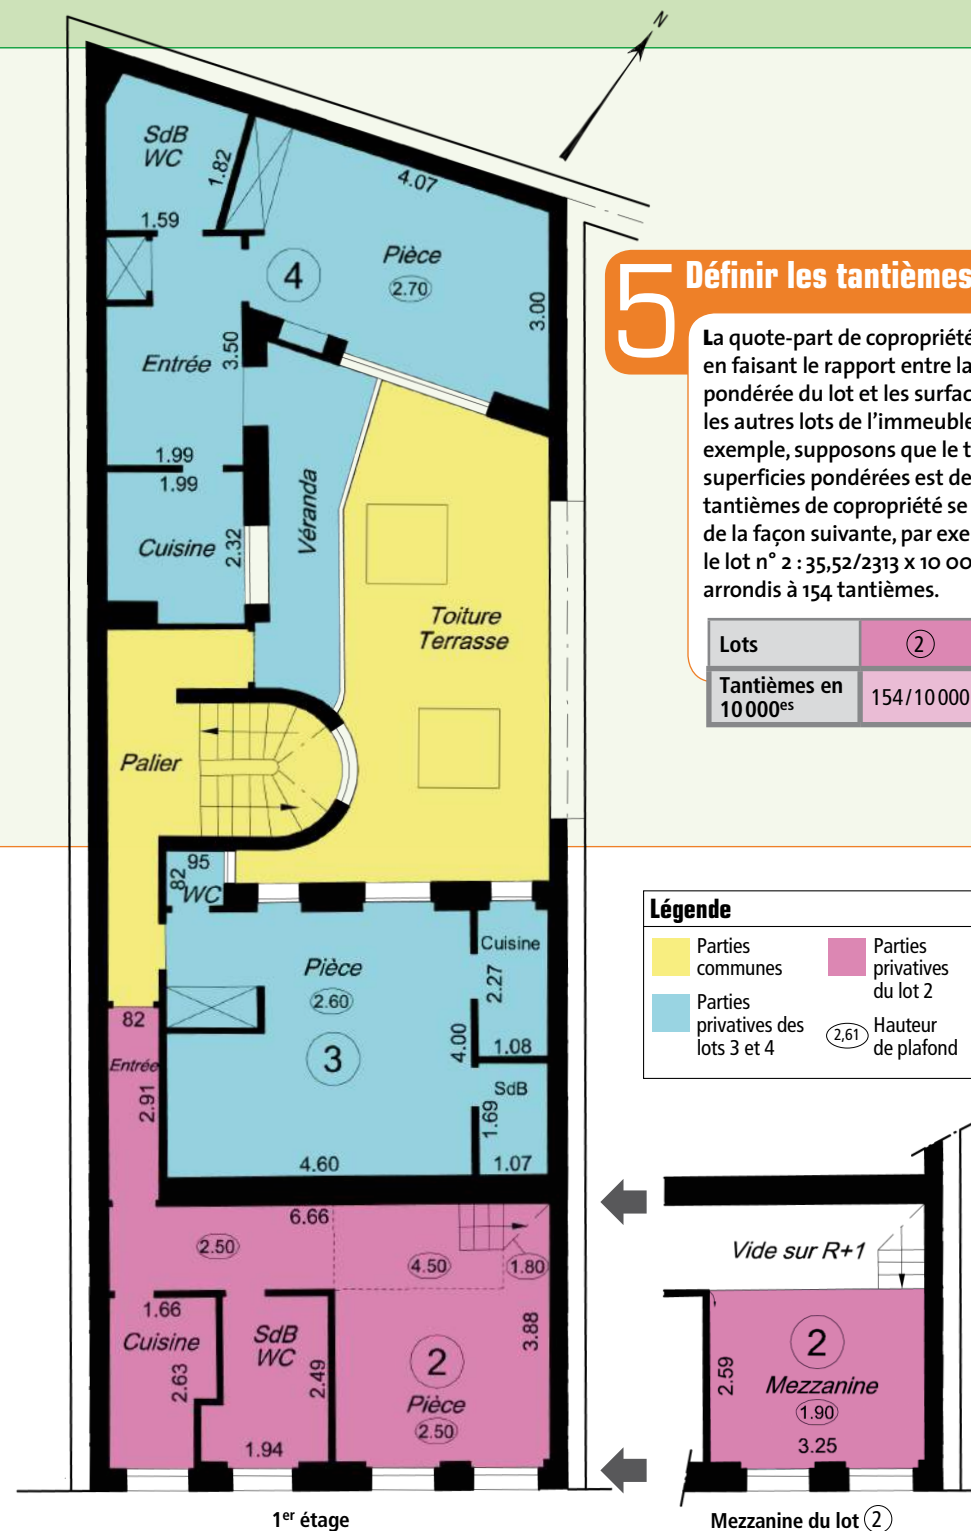 N
SdB
WC
1.82
1.59
4.07
Pièce
2.70
4
3.00
Entrée
3.50
1.99
1.99
Cuisine
2.32
Véranda
Toiture
Terrasse
Palier
95
82
WC
Pièce
2.60
3
Cuisine
2.27
4.00
1.08
SdB
1.69
1.07
4.60
82
Entrée
2.91
6.66
2.50
4.50
1.80
1.66
Cuisine
2.63
SdB
WC
2.49
1.94
3.88
2
Pièce
2.50
1er étage
5 Définir les tantièmes
La quote-part de copropriété
en faisant le rapport entre la
pondérée du lot et les surfac
les autres lots de l'immeuble
exemple, supposons que le t
superficies pondérées est de
tantièmes de copropriété se
de la façon suivante, par exe
le lot n° 2 : 35,52/2313 x 10 00
arrondis à 154 tantièmes.
Lots 2
Tantièmes en
10 000es 154/10 000
Légende
Parties
communes
Parties
privatives des
lots 3 et 4
Parties
privatives
du lot 2
2,61 Hauteur
de plafond
Vide sur R+1
2
2.59
Mezzanine
1.90
3.25
Mezzanine du lot 2